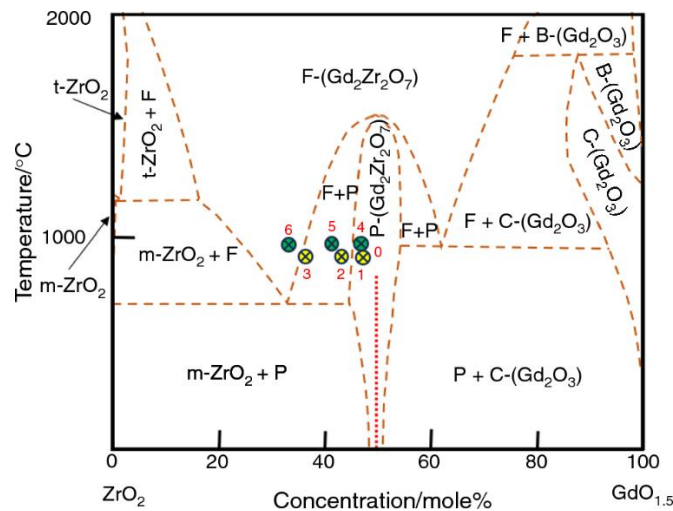 2000
F + B-(Gd₂O₃)
F-(Gd₂Zr₂O₇)
t-ZrO₂
t-ZrO₂ + F
B-(Gd₂O₃)
C-(Gd₂O₃)
P-(Gd₂Zr₂O₇)
F+P
F+P
F + C-(Gd₂O₃)
Temperature/°C
1000
6
5
4
0
m-ZrO₂ + F
3
2
1
m-ZrO₂
m-ZrO₂ + P
P + C-(Gd₂O₃)
0
20
40
60
80
100
ZrO₂
Concentration/mole%
GdO₁.₅